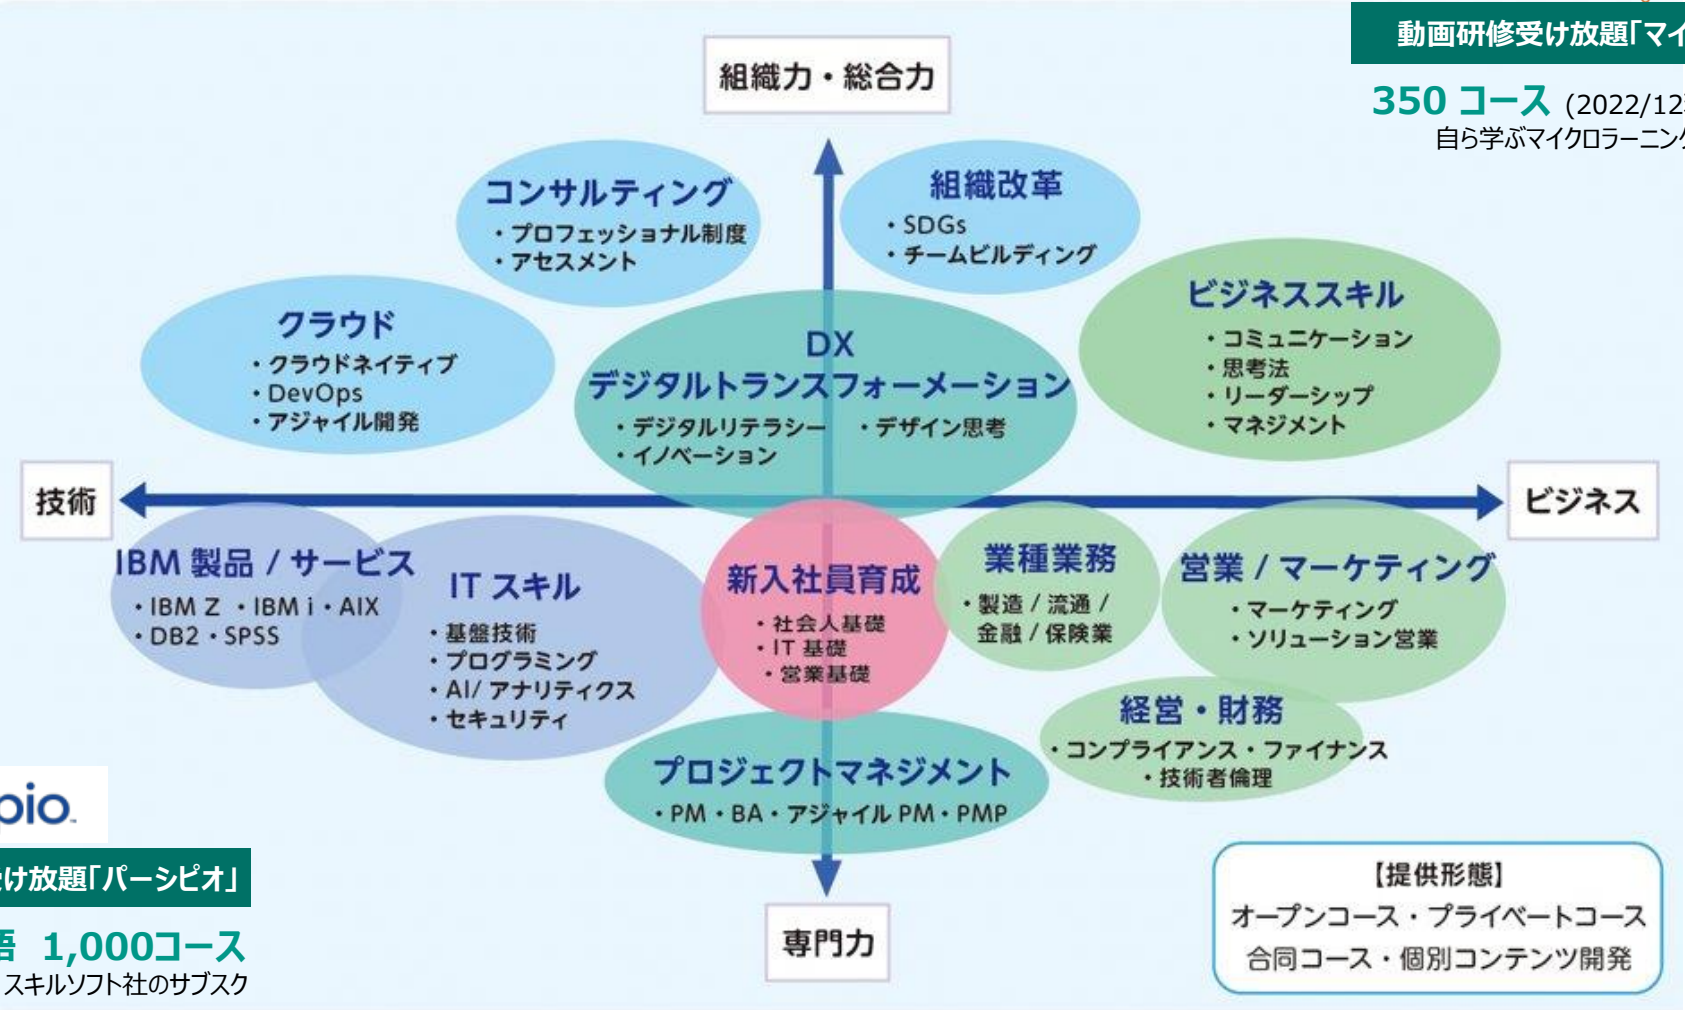 動画研修受け放題「マイ
350 コース (2022/12
自ら学ぶマイクロラーニング
組織力・総合力
コンサルティング
・プロフェッショナル制度
・アセスメント
組織改革
・SDGs
・チームビルディング
クラウド
・クラウドネイティブ
・DevOps
・アジャイル開発
DX
デジタルトランスフォーメーション
・デジタルリテラシー ・デザイン思考
・イノベーション
ビジネススキル
・コミュニケーション
・思考法
・リーダーシップ
・マネジメント
技術
ビジネス
IBM 製品 / サービス
・IBM Z ・IBM i・AIX
・DB2・SPSS
IT スキル
・基盤技術
・プログラミング
・AI/ アナリティクス
・セキュリティ
新入社員育成
・社会人基礎
・IT 基礎
・営業基礎
業種業務
・製造 / 流通 /
金融 / 保険業
営業 / マーケティング
・マーケティング
・ソリューション営業
経営・財務
・コンプライアンス・ファイナンス
・技術者倫理
プロジェクトマネジメント
・PM・BA・アジャイル PM・PMP
専門力
pio
け放題「パーシピオ」
語 1,000コース
スキルソフト社のサブスク
【提供形態】
オープンコース・プライベートコース
合同コース・個別コンテンツ開発